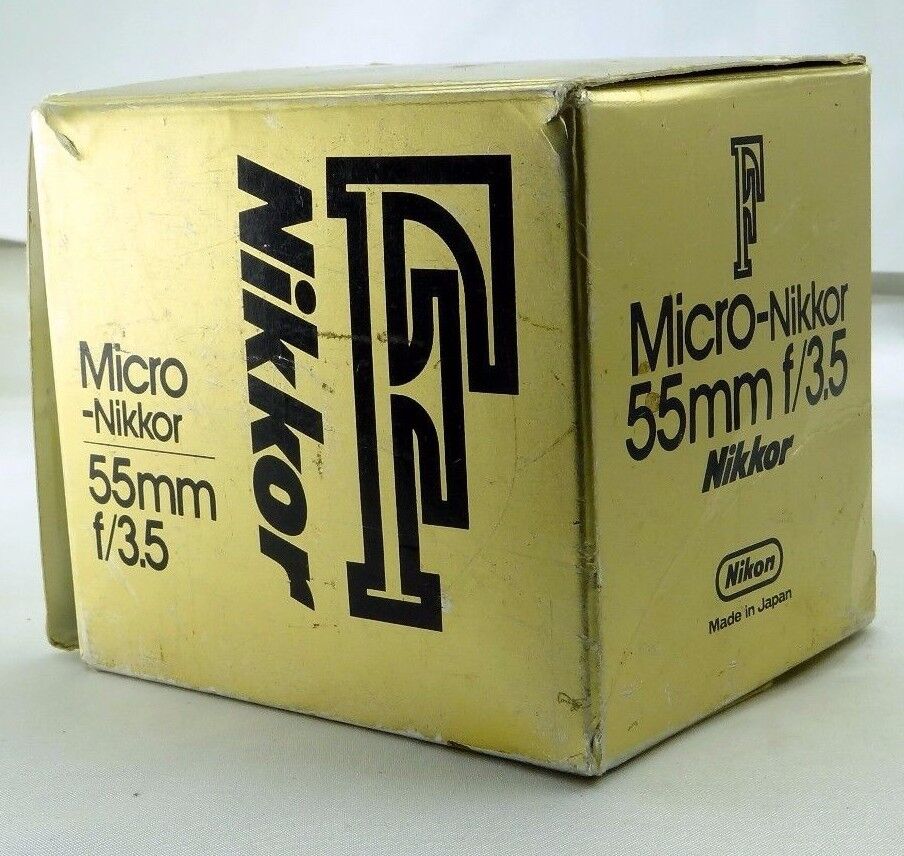 F
Nikkor
Micro
-Nikkor
55mm
f/3.5
F
Micro-Nikkor
55mm f/3.5
Nikkor
Nikon
Made in Japan